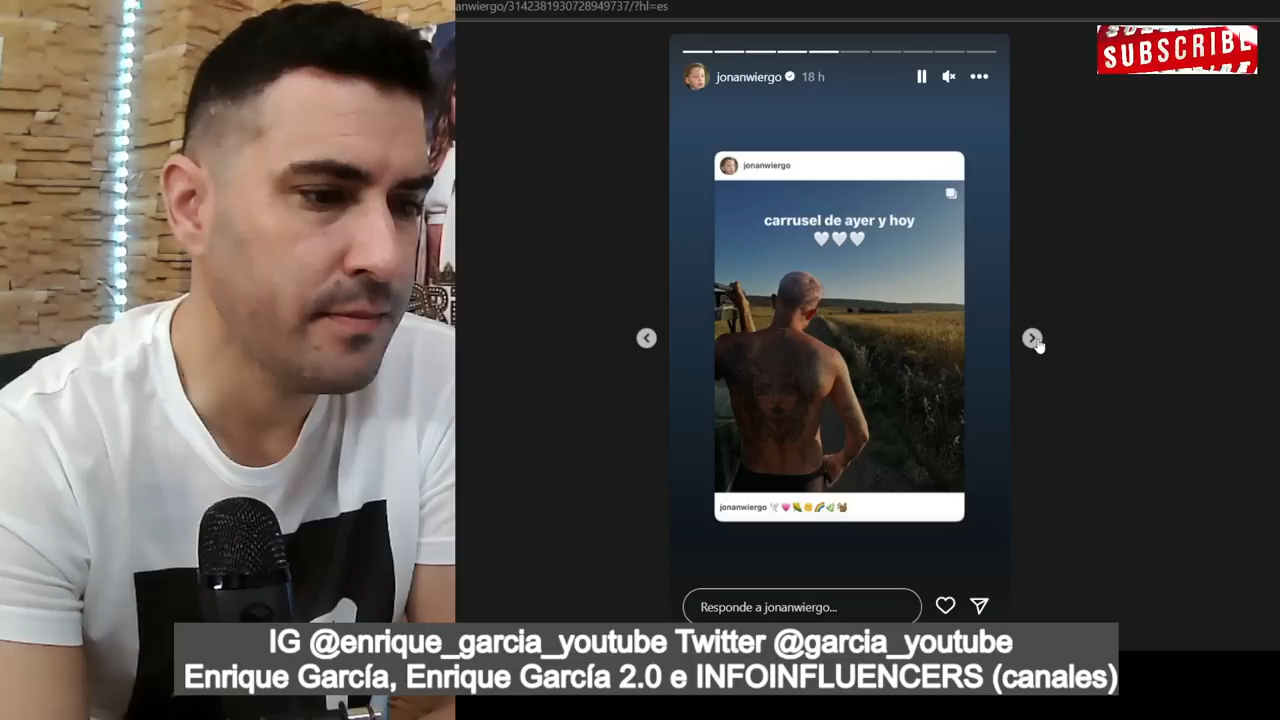 anwiergo/3142381930728949737/?hl=es
SUBSCRIBE
jonanwiergo 18 h
jonanwiergo
carrusel de ayer y hoy
jonanwiergo
Responde a jonanwiergo...
IG @enrique_garcia_youtube Twitter @garcia_youtube
Enrique García, Enrique García 2.0 e INFOINFLUENCERS (canales)